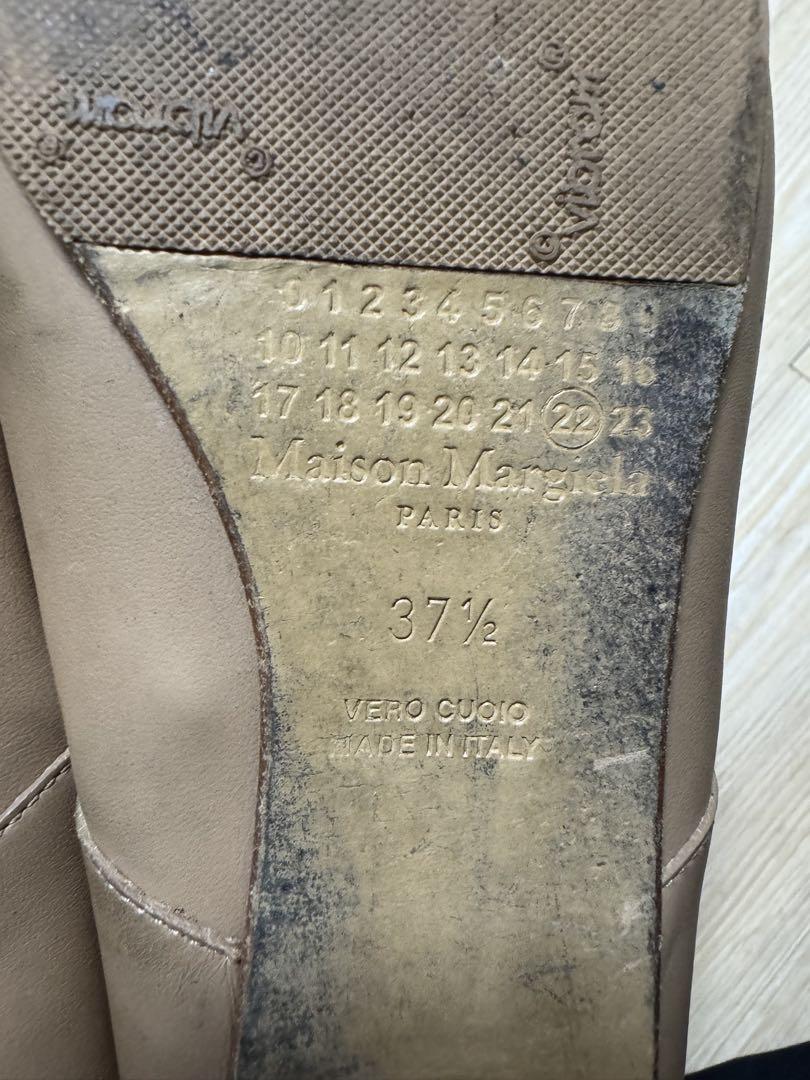 vibram
vibram
0 1 2 3 4 5 6 7 8 9
10 11 12 13 14 15 16
17 18 19 20 21 22 23
Maison Margiela
PARIS
37½
VERO CUOIO
MADE IN ITALY